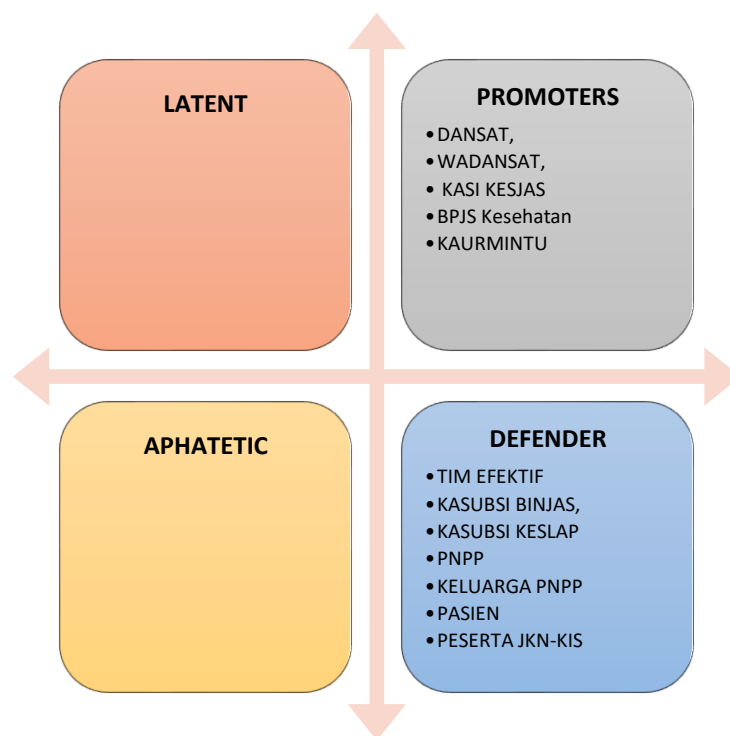 LATENT
PROMOTERS
•DANSAT,
•WADANSAT,
• KASI KESJAS
•BPJS Kesehatan
•KAURMINTU
APHATETIC
DEFENDER
•TIM EFEKTIF
•KASUBSI BINJAS,
•KASUBSI KESLAP
•PNPP
•KELUARGA PNPP
•PASIEN
•PESERTA JKN-KIS